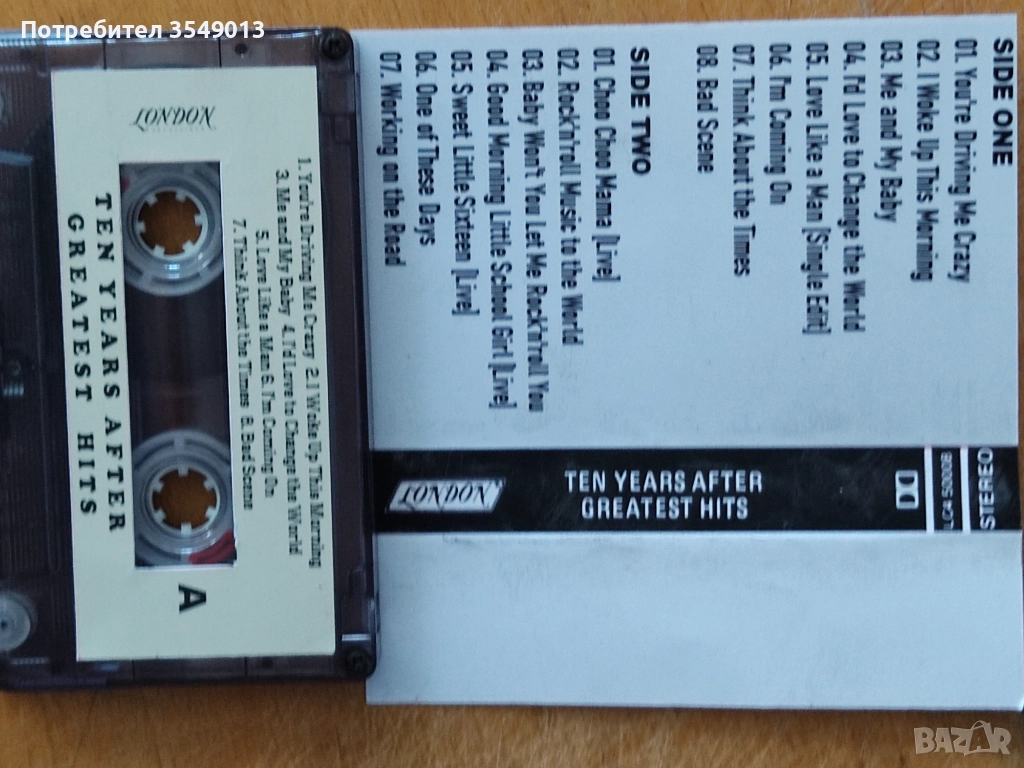 Потребител 3549013
LONDON
TEN YEARS AFTER
GREATEST HITS
1. You're Driving Me Crazy 2. I Woke Up This Morning
3. Me and My Baby 4. I'd Love to Change the World
5. Love Like a Man 6. I'm Coming On
7. Think About the Times 8. Bad Scene
A
SIDE ONE
01. You're Driving Me Crazy
02. I Woke Up This Morning
03. Me and My Baby
04. I'd Love to Change the World
05. Love Like a Man [Single Edit]
06. I'm Coming On
07. Think About the Times
08. Bad Scene
SIDE TWO
01. Choo Choo Mama [Live]
02. Rock'n'roll Music to the World
03. Baby Won't You Let Me Rock'n'roll You
04. Good Morning Little School Girl [Live]
05. Sweet Little Sixteen [Live]
06. One of These Days
07. Working on the Road
LONDON
TEN YEARS AFTER
GREATEST HITS
STEREO
BAZAR